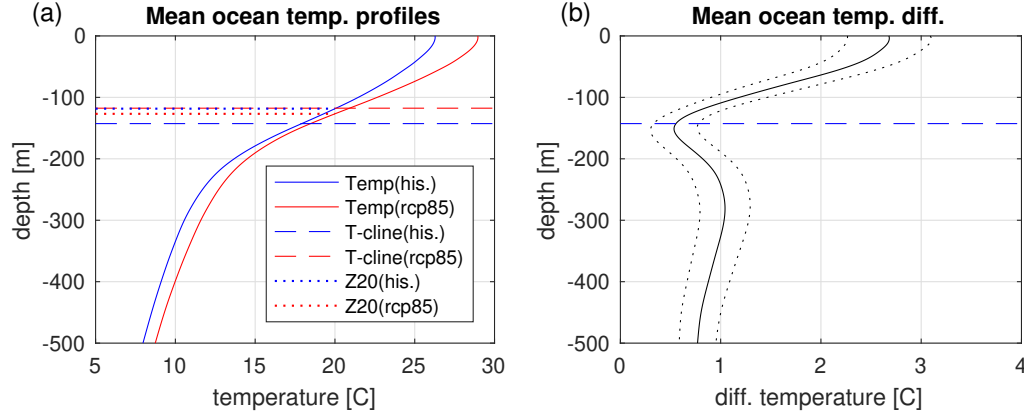 (a)
Mean ocean temp. profiles
0
-100
-200
-300
-400
-500
depth [m]
5
10
15
20
25
30
temperature [C]
Temp(his.)
Temp(rcp85)
T-cline(his.)
T-cline(rcp85)
Z20(his.)
Z20(rcp85)
(b)
Mean ocean temp. diff.
0
-100
-200
-300
-400
-500
depth [m]
0
1
2
3
4
diff. temperature [C]